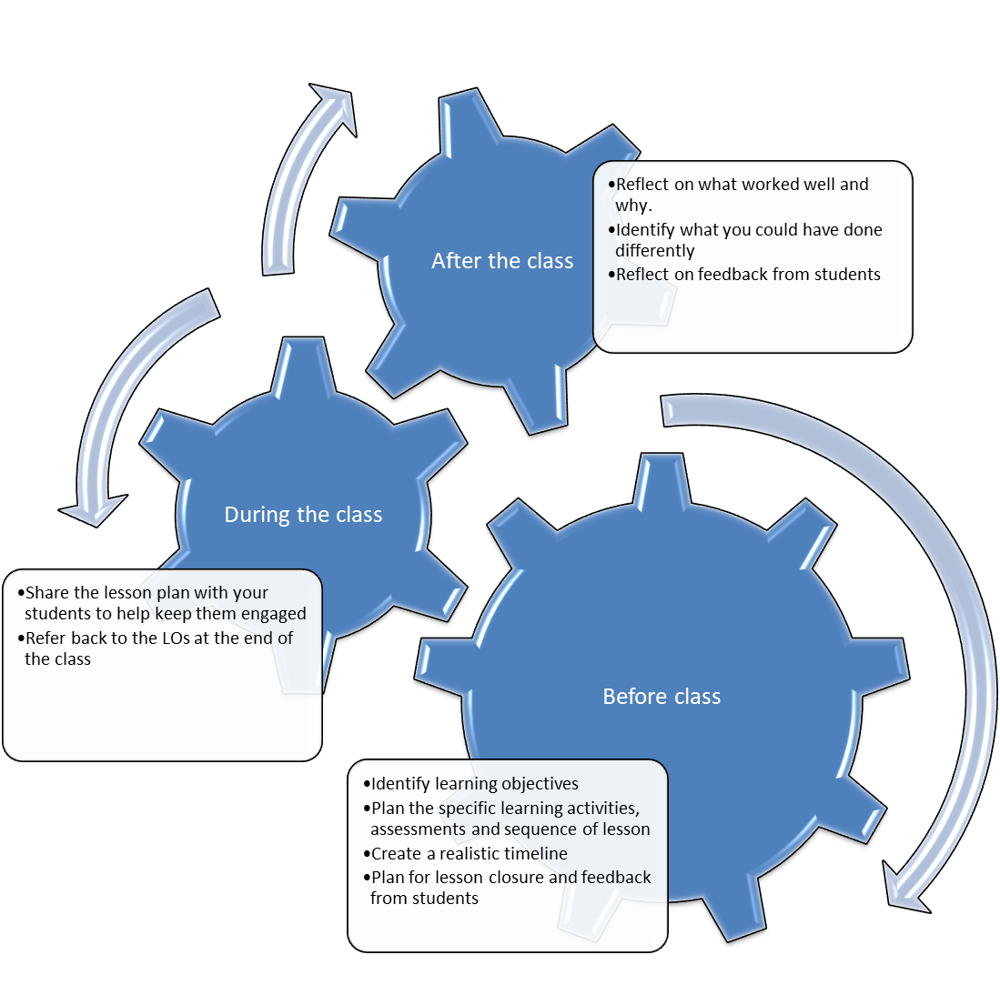 After the class
•Reflect on what worked well and
why.
•Identify what you could have done
differently
•Reflect on feedback from students
During the class
•Share the lesson plan with your
students to help keep them engaged
•Refer back to the LOs at the end of
the class
Before class
•Identify learning objectives
•Plan the specific learning activities,
assessments and sequence of lesson
•Create a realistic timeline
•Plan for lesson closure and feedback
from students